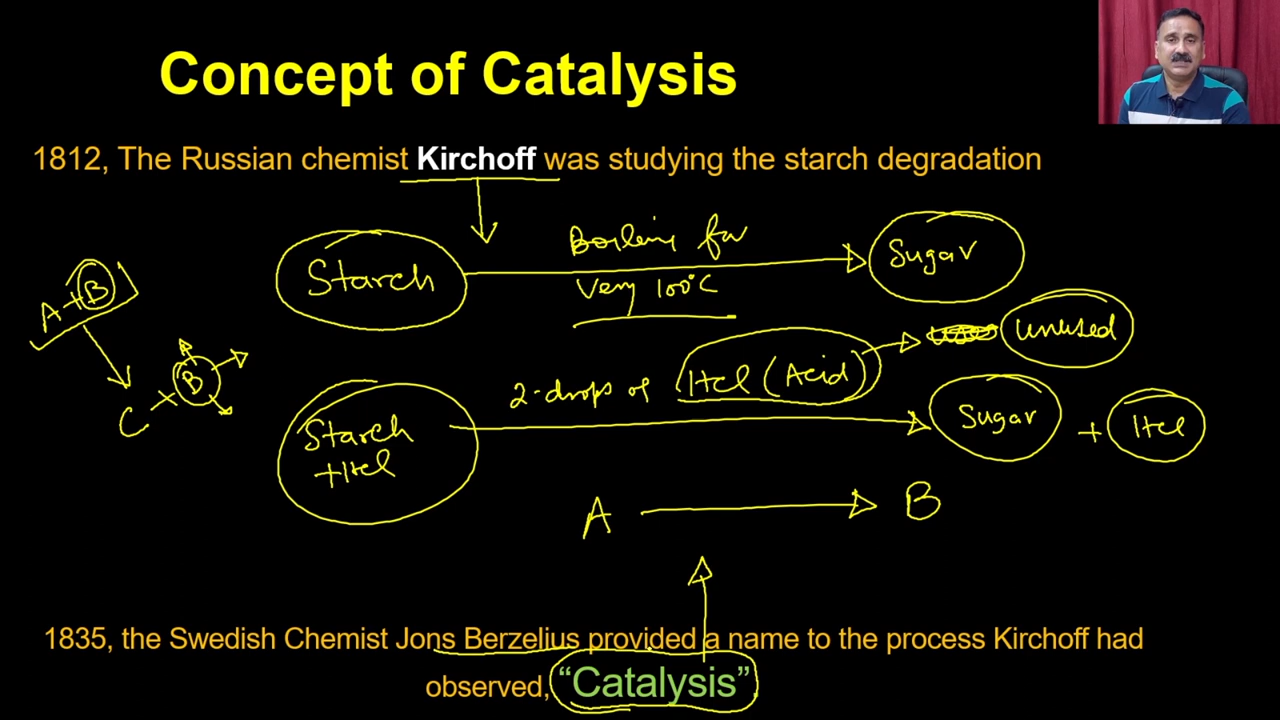 Concept of Catalysis
1812, The Russian chemist Kirchoff was studying the starch degradation
Starch
Boiling for
Very 100°C
Sugar
A + B
C
B
2-drops of HCl (Acid)
unused
Starch
+HCl
Sugar + HCl
A
B
1835, the Swedish Chemist Jons Berzelius provided a name to the process Kirchoff had
observed, “Catalysis”